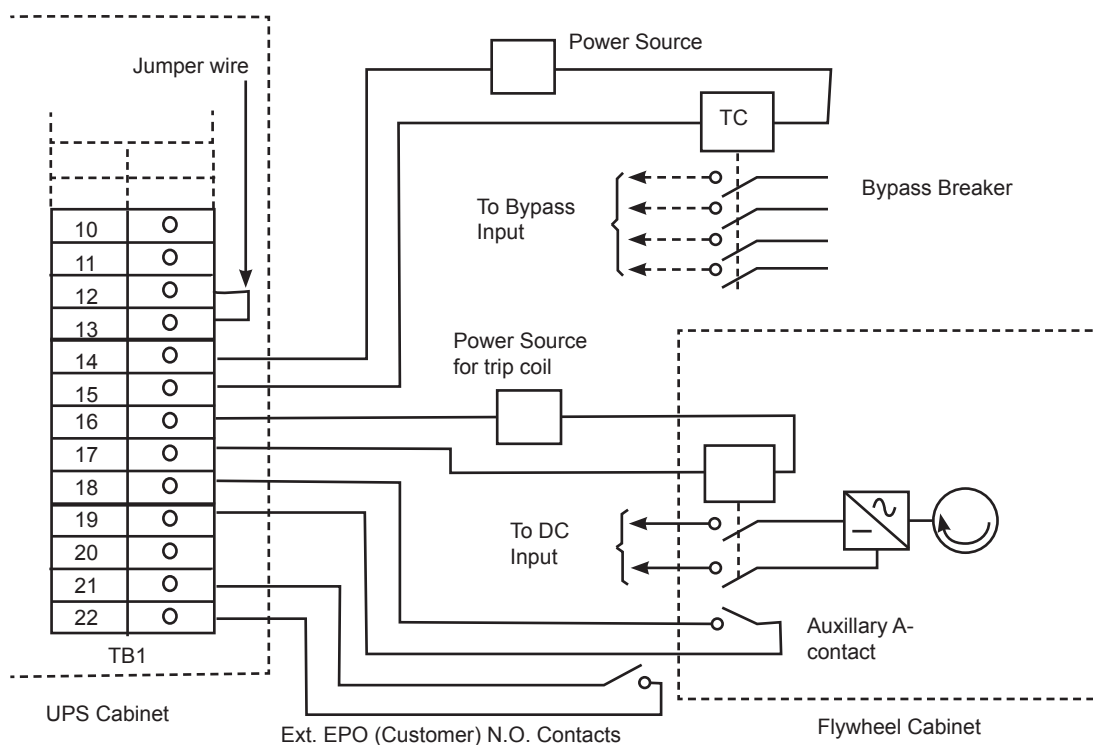 Power Source
Jumper wire
TC
Bypass Breaker
To Bypass
Input
10
11
12
13
14
15
16
17
18
19
20
21
22
TB1
UPS Cabinet
Power Source
for trip coil
To DC
Input
Auxillary A-
contact
Ext. EPO (Customer) N.O. Contacts
Flywheel Cabinet